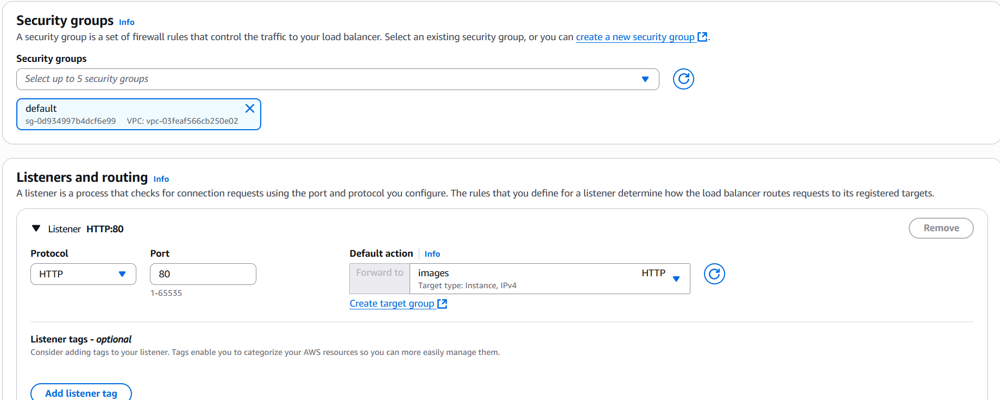 Security groups Info
A security group is a set of firewall rules that control the traffic to your load balancer. Select an existing security group, or you can create a new security group.
Security groups
Select up to 5 security groups
default
sg-0d934997b4dcf6e99 VPC: vpc-03feaf566cb250e02
Listeners and routing Info
A listener is a process that checks for connection requests using the port and protocol you configure. The rules that you define for a listener determine how the load balancer routes requests to its registered targets.
Listener HTTP:80 Remove
Protocol Port Default action Info
HTTP 80 Forward to images HTTP
Target type: Instance, IPv4
1-65535
Create target group
Listener tags - optional
Consider adding tags to your listener. Tags enable you to categorize your AWS resources so you can more easily manage them.
Add listener tag